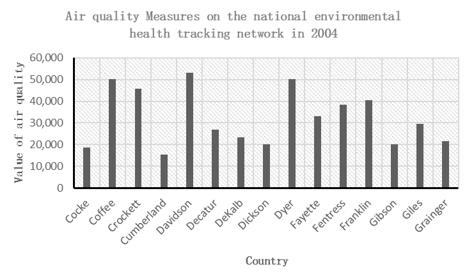 Air quality Measures on the national environmental
health tracking network in 2004
Value of air quality
60,000
50,000
40,000
30,000
20,000
10,000
0
Cocke
Coffee
Crockett
Cumberland
Davidson
Decatur
DeKalb
Dickson
Dyer
Fayette
Fentress
Franklin
Gibson
Giles
Grainger
Country